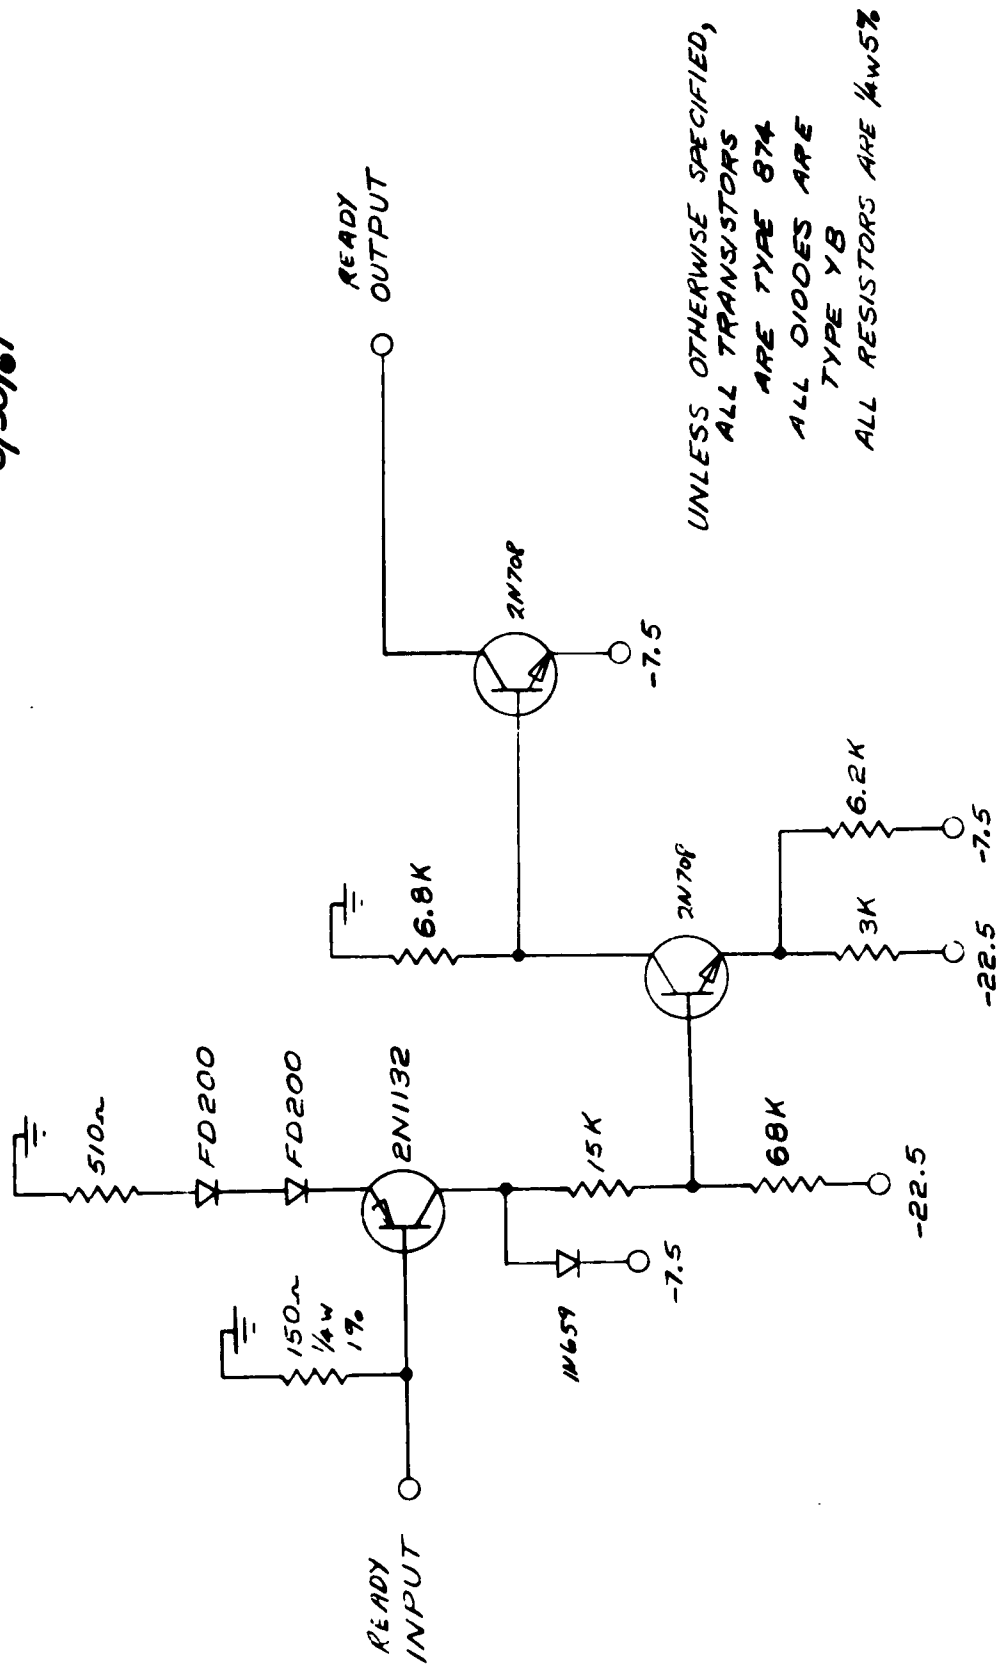 READY
INPUT
150Ω
¼W
1%
510Ω
FD200
FD200
2N1132
1N659
-7.5
15K
68K
-22.5
6.8K
2N708
3K
-22.5
6.2K
-7.5
2N708
-7.5
READY
OUTPUT
UNLESS OTHERWISE SPECIFIED,
ALL TRANSISTORS
ARE TYPE 874
ALL DIODES ARE
TYPE YB
ALL RESISTORS ARE ¼W5%